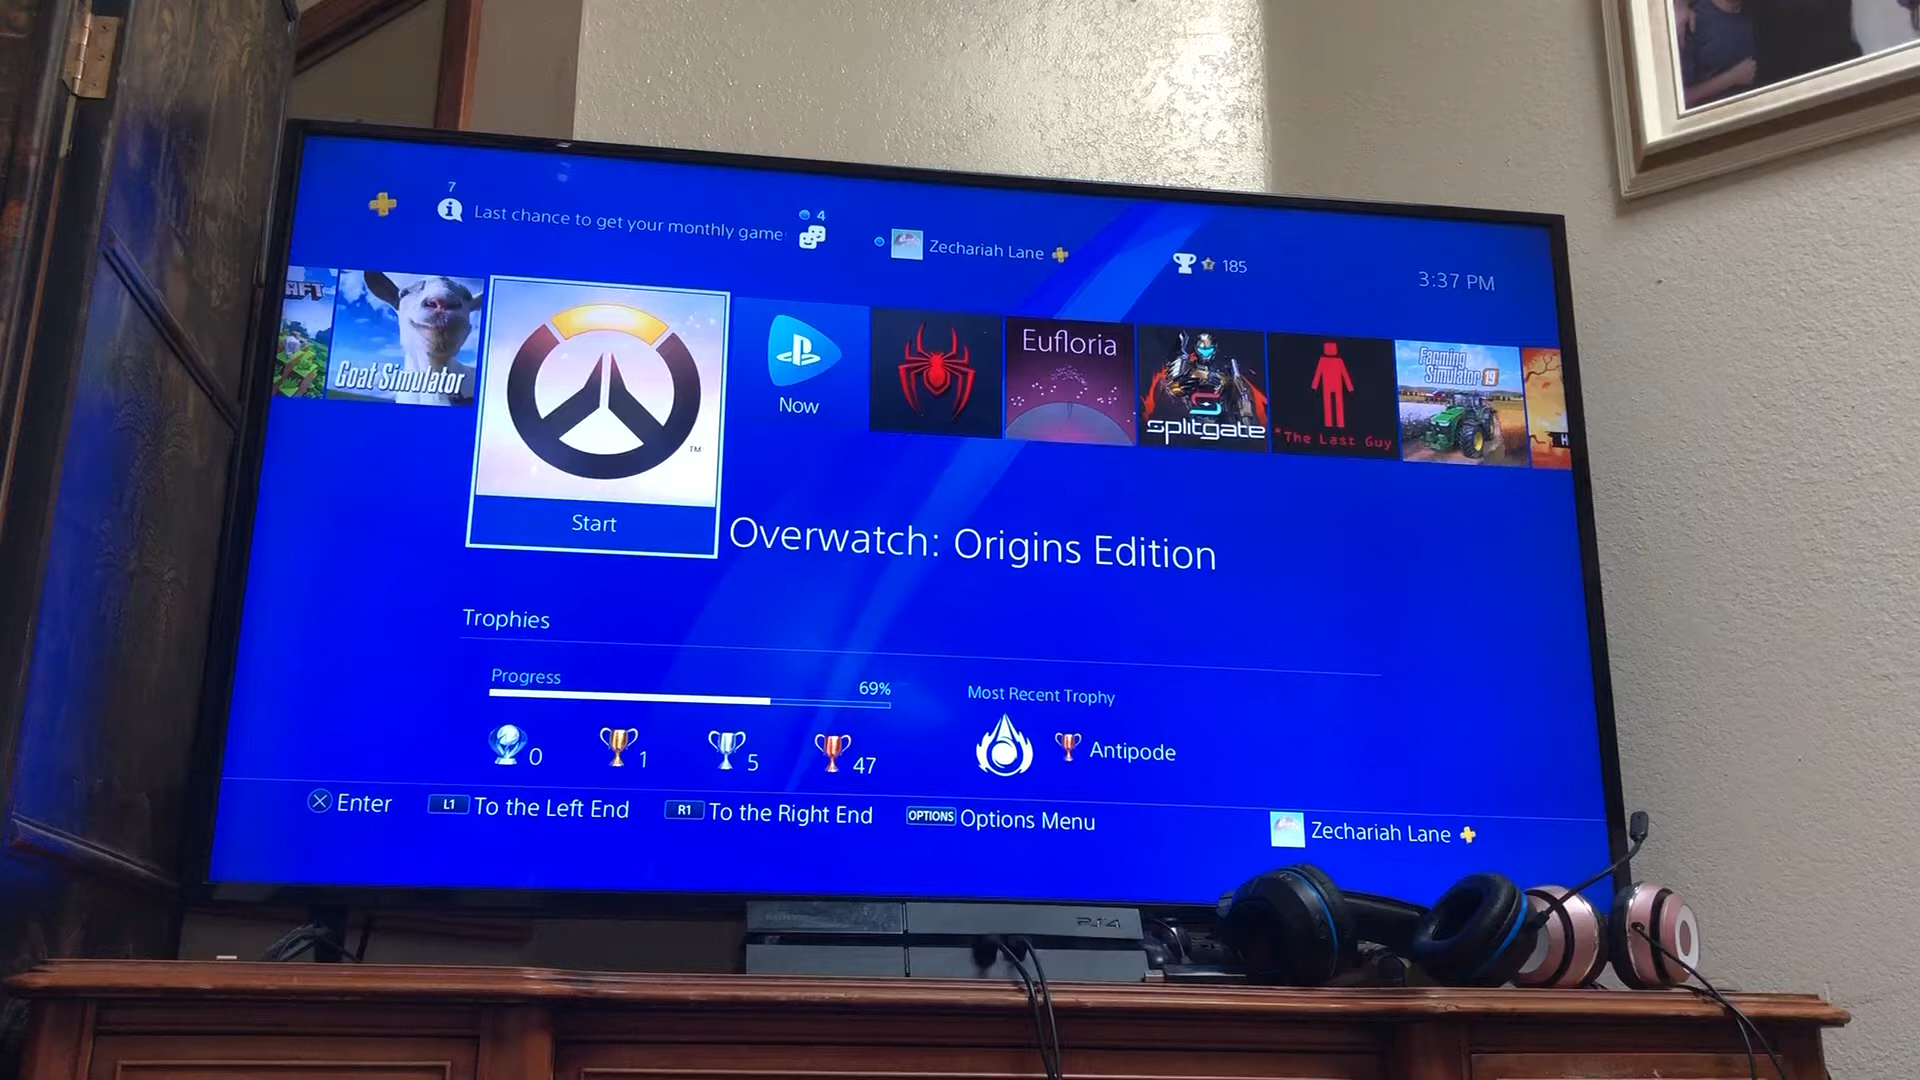 7
Last chance to get your monthly game
4
Zechariah Lane
185
3:37 PM
AFT
Goat Simulator
TM
Start
Now
Eufloria
splitgate
"The Last Guy
Farming
Simulator 19
H
Overwatch: Origins Edition
Trophies
Progress
69%
0
1
5
47
Most Recent Trophy
Antipode
Enter
L1 To the Left End
R1 To the Right End
OPTIONS Options Menu
Zechariah Lane
SONY
PS4